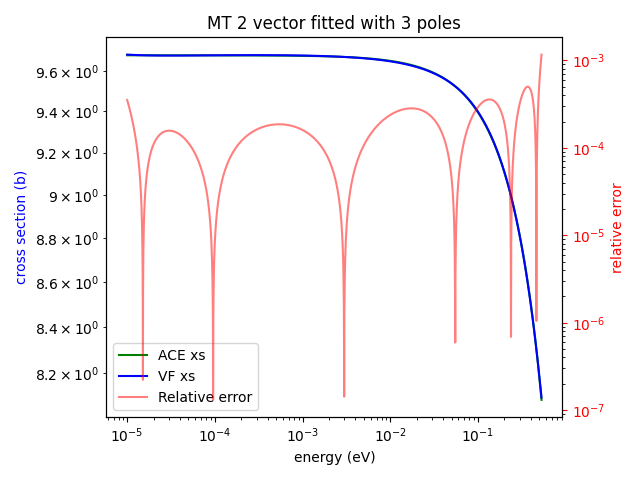 MT 2 vector fitted with 3 poles
9.6 × 10⁰
9.4 × 10⁰
9.2 × 10⁰
9 × 10⁰
8.8 × 10⁰
8.6 × 10⁰
8.4 × 10⁰
8.2 × 10⁰
cross section (b)
10⁻³
10⁻⁴
10⁻⁵
10⁻⁶
10⁻⁷
relative error
ACE xs
VF xs
Relative error
10⁻⁵ 10⁻⁴ 10⁻³ 10⁻² 10⁻¹
energy (eV)